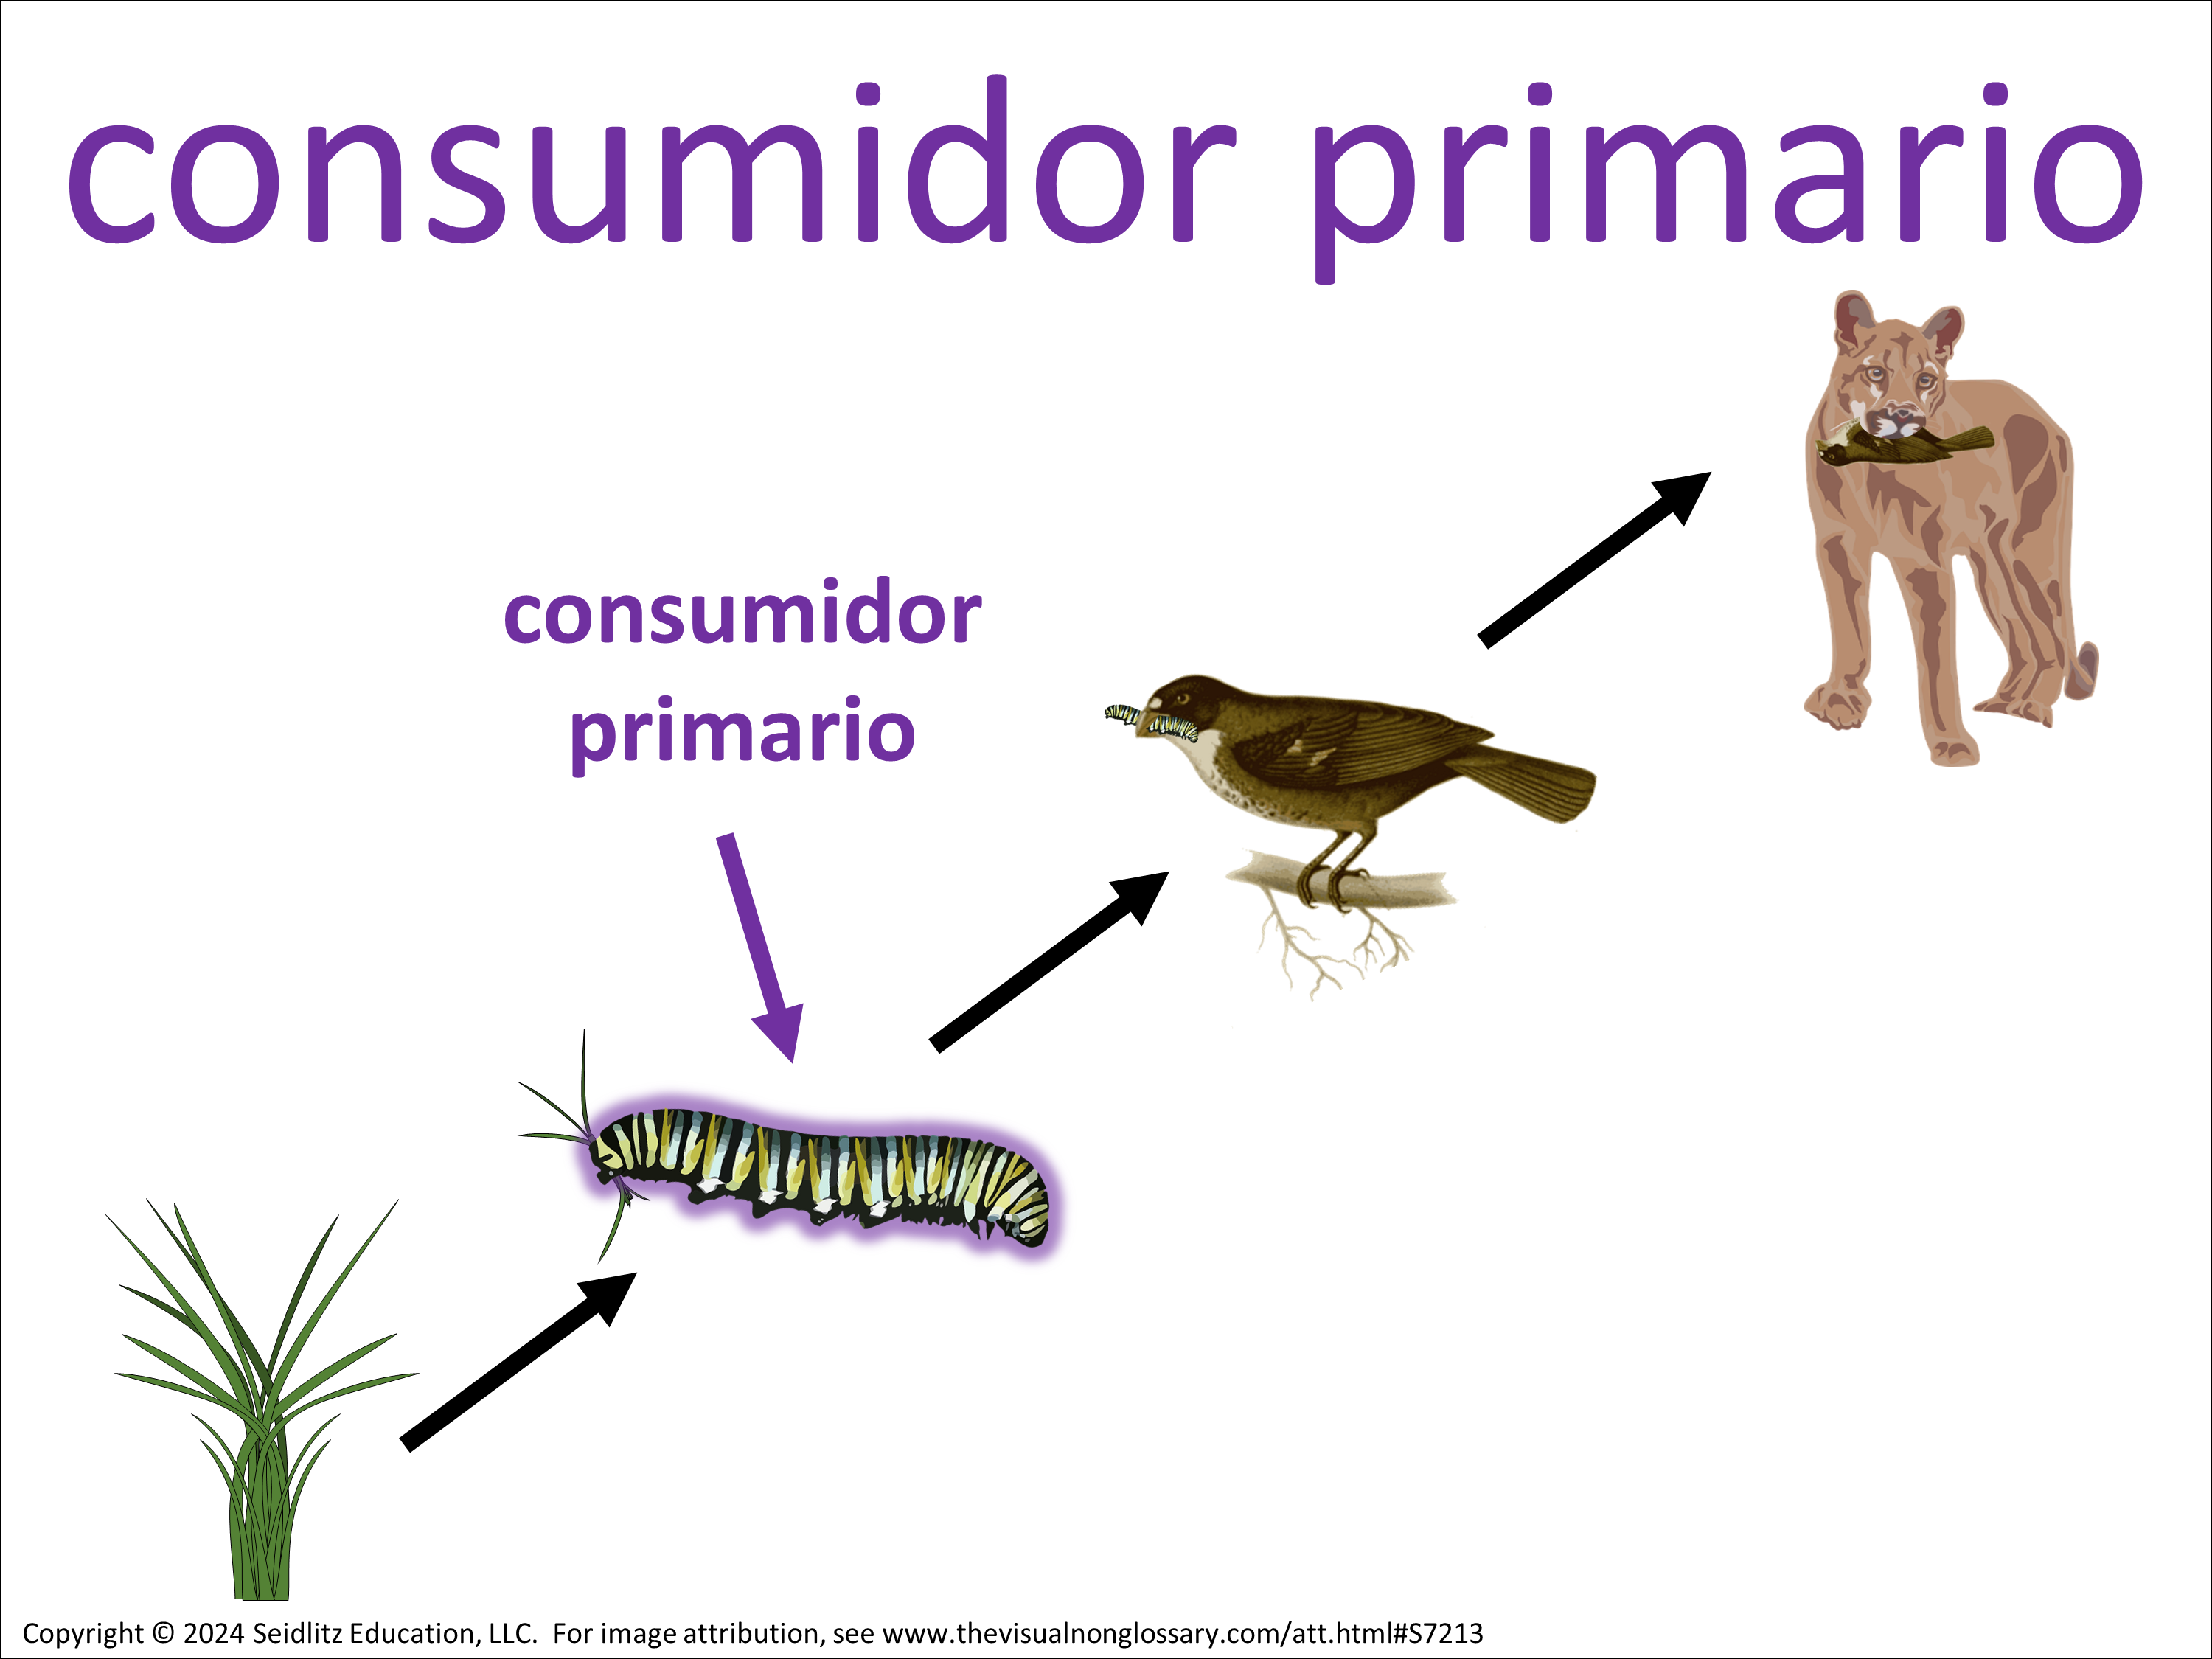 consumidor primario
consumidor
primario
Copyright © 2024 Seidlitz Education, LLC.  For image attribution, see www.thevisualnonglossary.com/att.html#S7213